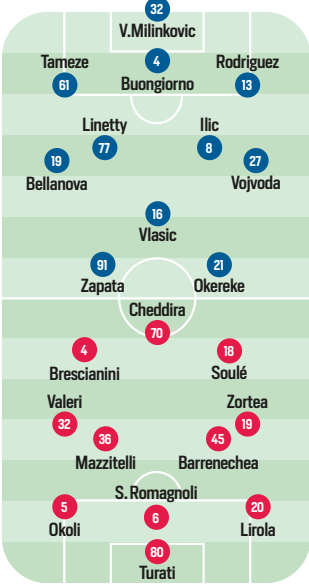 32
V.Milinkovic
Tameze
4
Rodriguez
61
Buongiorno
13
Linetty
Ilic
77
8
19
27
Bellanova
Vojvoda
16
Vlasic
91
21
Zapata
Okereke
Cheddira
70
4
18
Brescianini
Soulé
Valeri
Zortea
32
19
36
45
Mazzitelli
Barrenechea
S. Romagnoli
5
6
20
Okoli
Lirola
80
Turati